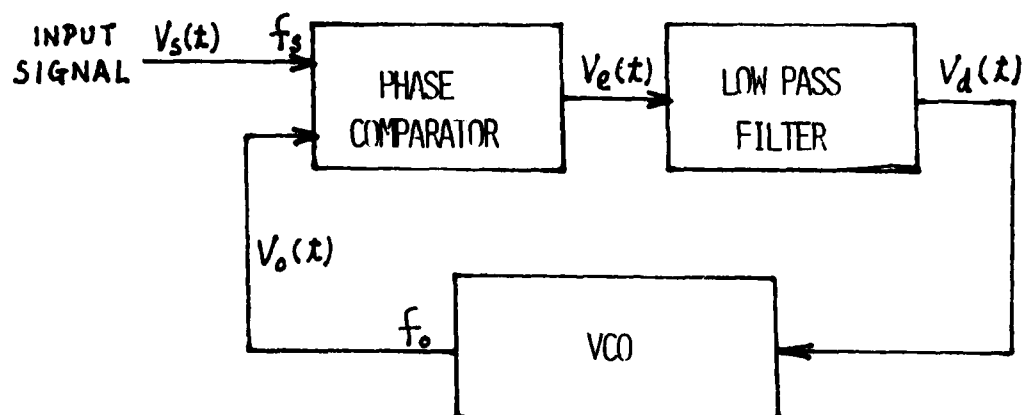 INPUT
SIGNAL
Vs(t)
fs
PHASE
COMPARATOR
Ve(t)
LOW PASS
FILTER
Vd(t)
Vo(t)
fo
VCO